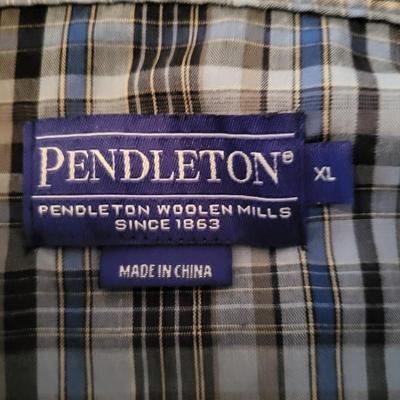 PENDLETON®
XL
PENDLETON WOOLEN MILLS
SINCE 1863
MADE IN CHINA